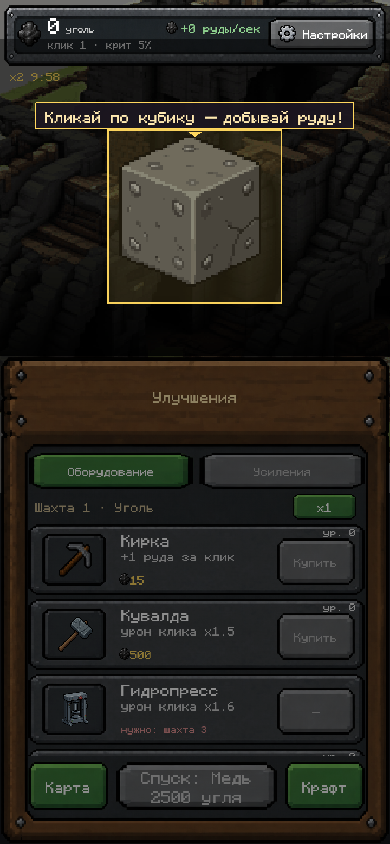 0 уголь
+0 руды/сек
Настройки
клик 1 · крит 5%
x2 9:58
Кликай по кубику — добывай руду!
Улучшения
Оборудование
Усиления
Шахта 1 · Уголь
x1
ур. 0
Кирка
+1 руда за клик
15
Купить
ур. 0
Кувалда
урон клика x1.5
500
Купить
Гидропресс
урон клика x1.6
нужно: шахта 3
—
Карта
Спуск: Медь
2500 угля
Крафт